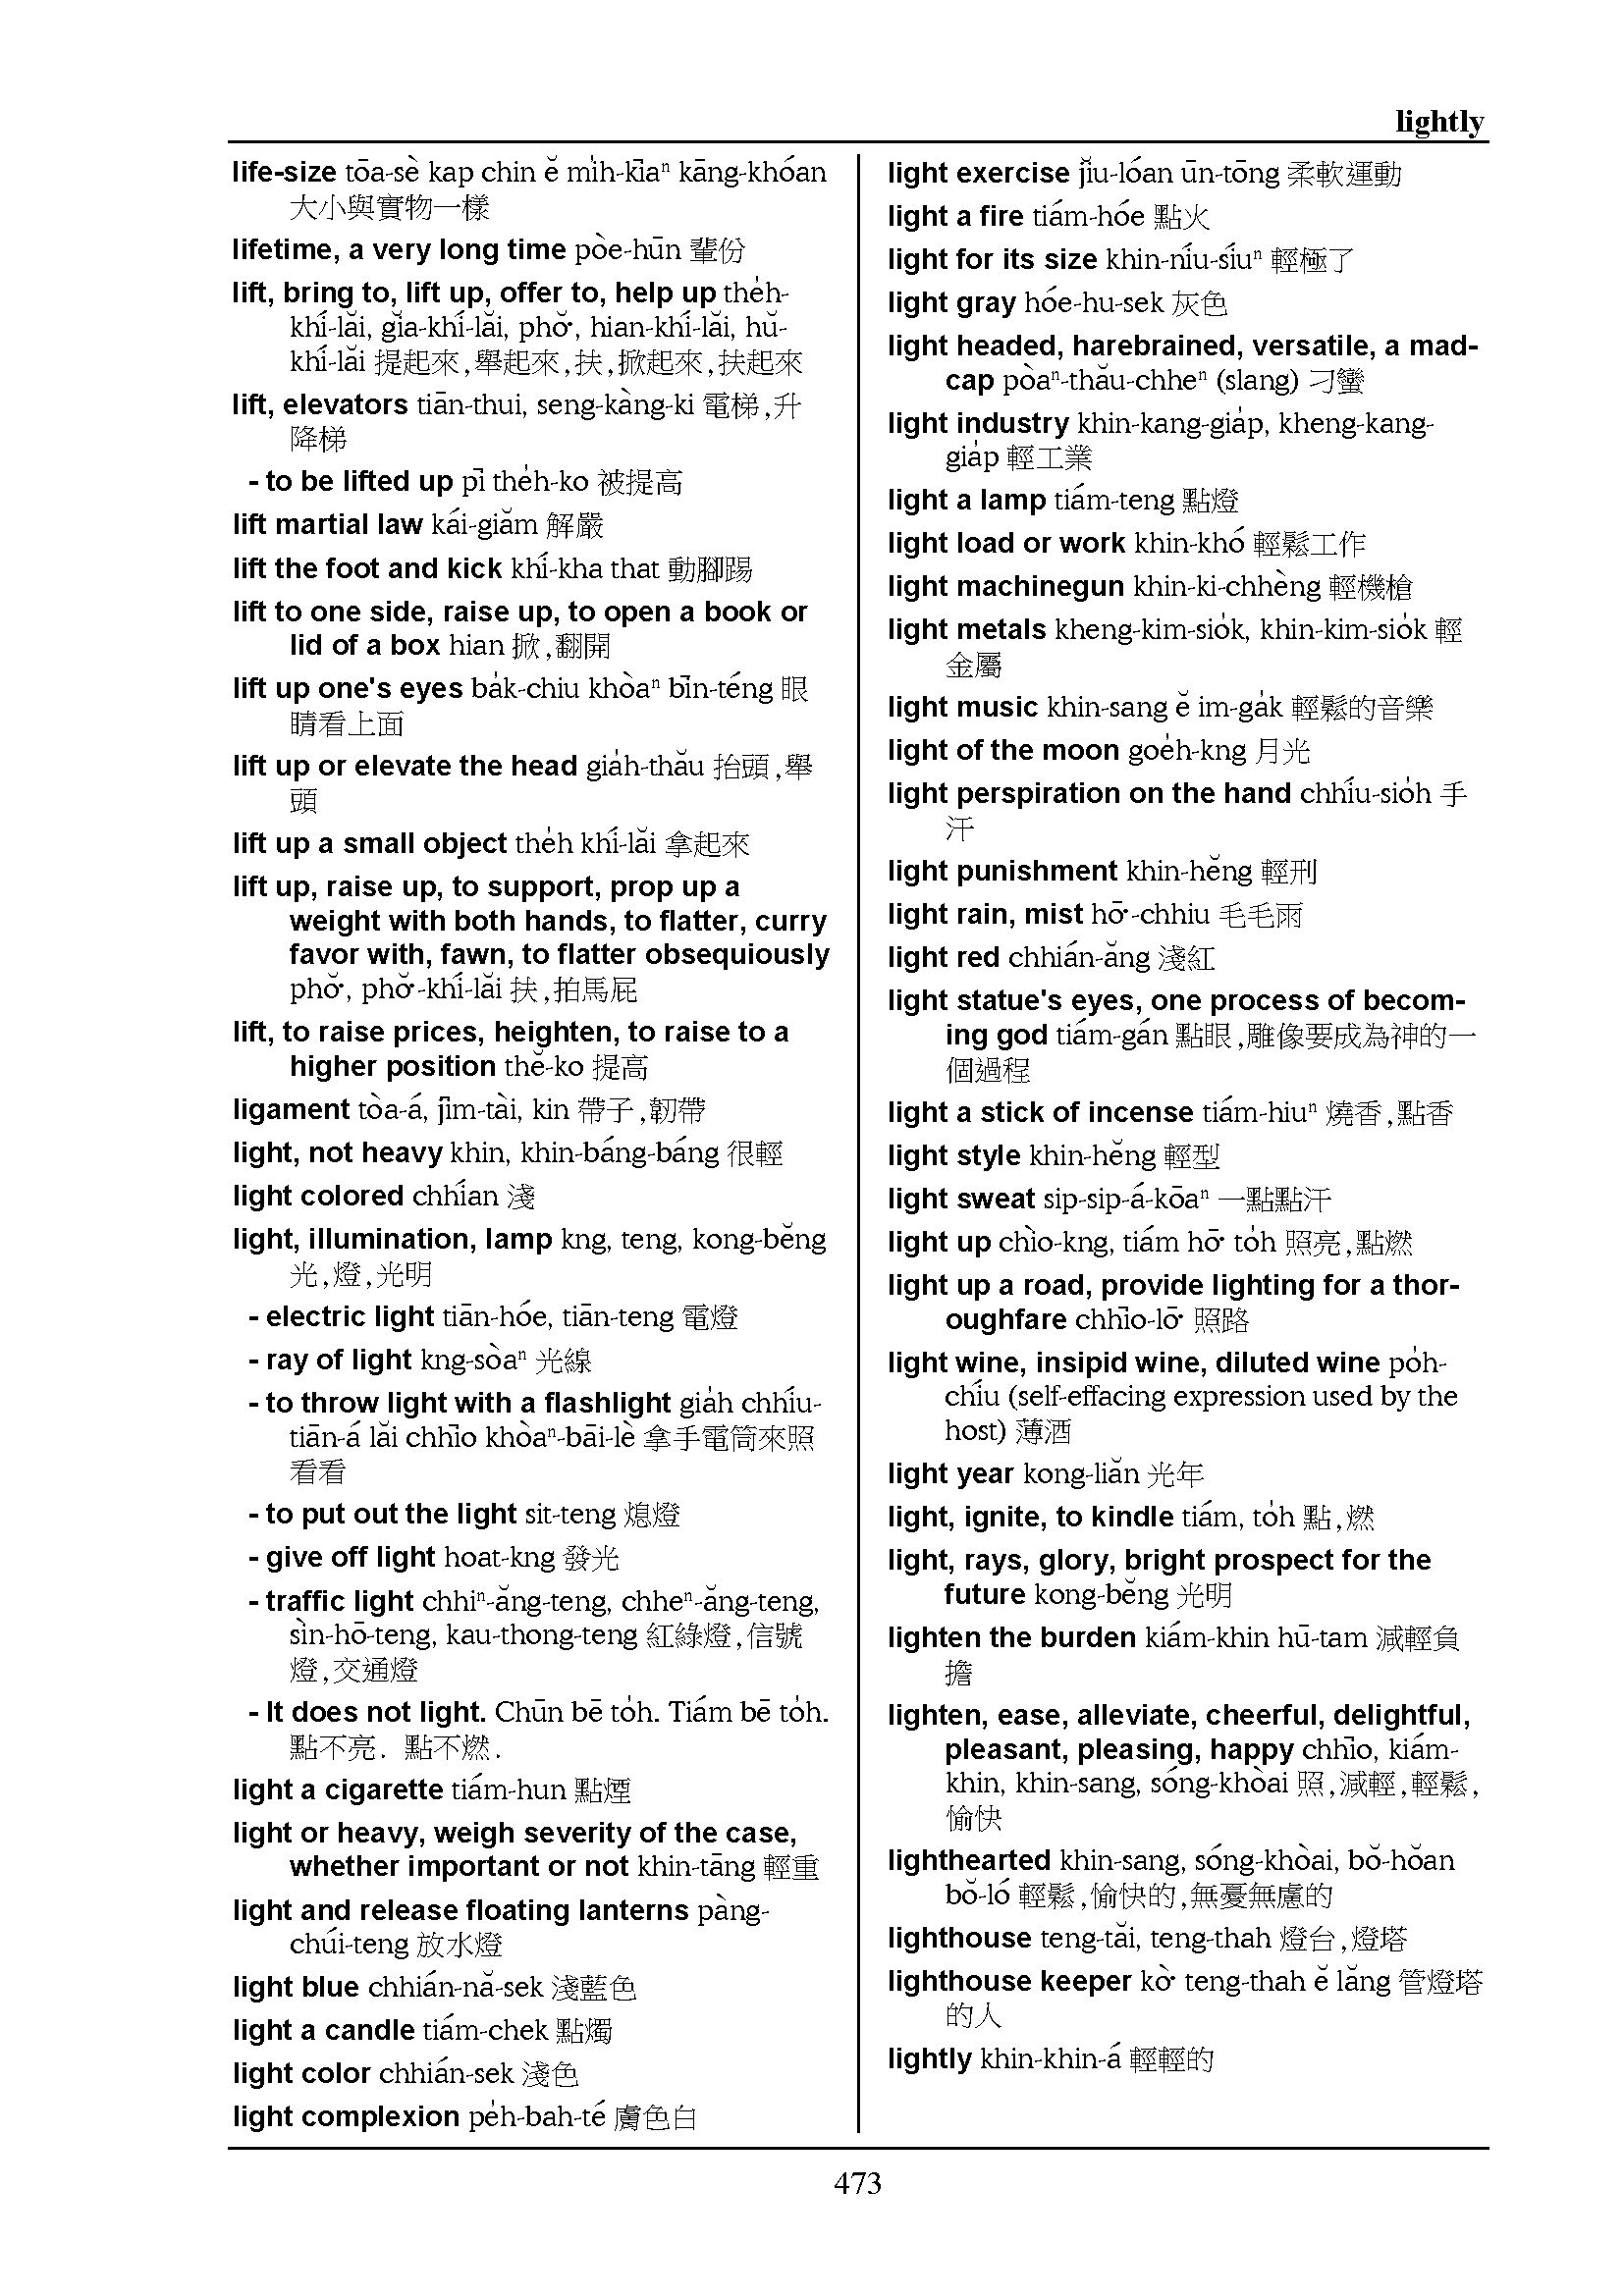 lightly
life-size tōa-sè kap chin ĕ mi̍h-kīaⁿ kāng-khóan
大小與實物一樣
lifetime, a very long time pòe-hūn 輩份
lift, bring to, lift up, offer to, help up the̍h-
khí-lăi, gĭa-khí-lăi, phŏ͘, hian-khí-lăi, hŭ-
khí-lăi 提起來,舉起來,扶,掀起來,扶起來
lift, elevators tiān-thui, seng-kàng-ki 電梯,升
降梯
- to be lifted up pī the̍h-ko 被提高
lift martial law kái-giăm 解嚴
lift the foot and kick khí-kha that 動腳踢
lift to one side, raise up, to open a book or
lid of a box hian 掀,翻開
lift up one's eyes ba̍k-chiu khòaⁿ bīn-téng 眼
睛看上面
lift up or elevate the head gia̍h-thău 抬頭,舉
頭
lift up a small object the̍h khí-lăi 拿起來
lift up, raise up, to support, prop up a
weight with both hands, to flatter, curry
favor with, fawn, to flatter obsequiously
phŏ͘, phŏ͘-khí-lăi 扶,拍馬屁
lift, to raise prices, heighten, to raise to a
higher position thĕ-ko 提高
ligament tòa-á, jīm-tài, kin 帶子,韌帶
light, not heavy khin, khin-báng-báng 很輕
light colored chhían 淺
light, illumination, lamp kng, teng, kong-bĕng
光,燈,光明
- electric light tiān-hóe, tiān-teng 電燈
- ray of light kng-sòaⁿ 光線
- to throw light with a flashlight gia̍h chhíu-
tiān-á lăi chhīo khòaⁿ-bāi-lè 拿手電筒來照
看看
- to put out the light sit-teng 熄燈
- give off light hoat-kng 發光
- traffic light chhiⁿ-ăng-teng, chheⁿ-ăng-teng,
sìn-hō-teng, kau-thong-teng 紅綠燈,信號
燈,交通燈
- It does not light. Chūn bē to̍h. Tiám bē to̍h.
點不亮. 點不燃.
light a cigarette tiám-hun 點煙
light or heavy, weigh severity of the case,
whether important or not khin-tāng 輕重
light and release floating lanterns pàng-
chúi-teng 放水燈
light blue chhián-nă-sek 淺藍色
light a candle tiám-chek 點燭
light color chhián-sek 淺色
light complexion pe̍h-bah-té 膚色白
light exercise jĭu-lóan ūn-tōng 柔軟運動
light a fire tiám-hóe 點火
light for its size khin-níu-síuⁿ 輕極了
light gray hóe-hu-sek 灰色
light headed, harebrained, versatile, a mad-
cap pòaⁿ-thău-chheⁿ (slang) 刁蠻
light industry khin-kang-gia̍p, kheng-kang-
gia̍p 輕工業
light a lamp tiám-teng 點燈
light load or work khin-khó 輕鬆工作
light machinegun khin-ki-chhèng 輕機槍
light metals kheng-kim-sio̍k, khin-kim-sio̍k 輕
金屬
light music khin-sang ĕ im-ga̍k 輕鬆的音樂
light of the moon goe̍h-kng 月光
light perspiration on the hand chhíu-sio̍h 手
汗
light punishment khin-hĕng 輕刑
light rain, mist hō͘-chhiu 毛毛雨
light red chhián-ăng 淺紅
light statue's eyes, one process of becom-
ing god tiám-gán 點眼,雕像要成為神的一
個過程
light a stick of incense tiám-hiuⁿ 燒香,點香
light style khin-hĕng 輕型
light sweat sip-sip-á-kōaⁿ 一點點汗
light up chìo-kng, tiám hō͘ to̍h 照亮,點燃
light up a road, provide lighting for a thor-
oughfare chhīo-lō͘ 照路
light wine, insipid wine, diluted wine po̍h-
chíu (self-effacing expression used by the
host) 薄酒
light year kong-liăn 光年
light, ignite, to kindle tiám, to̍h 點,燃
light, rays, glory, bright prospect for the
future kong-bĕng 光明
lighten the burden kiám-khin hū-tam 減輕負
擔
lighten, ease, alleviate, cheerful, delightful,
pleasant, pleasing, happy chhīo, kiám-
khin, khin-sang, sóng-khòai 照,減輕,輕鬆,
愉快
lighthearted khin-sang, sóng-khòai, bŏ-hŏan
bŏ-ló 輕鬆,愉快的,無憂無慮的
lighthouse teng-tăi, teng-thah 燈台,燈塔
lighthouse keeper kò͘ teng-thah ĕ lăng 管燈塔
的人
lightly khin-khin-á 輕輕的
473